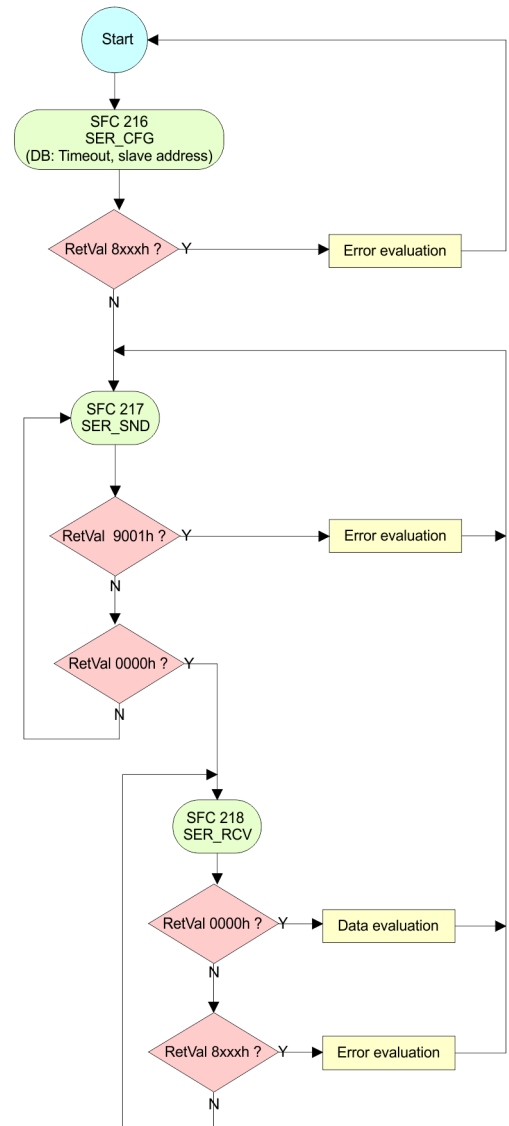 Start
SFC 216
SER_CFG
(DB: Timeout, slave address)
RetVal 8xxxh ?
Y
Error evaluation
N
SFC 217
SER_SND
RetVal 9001h ?
Y
Error evaluation
N
RetVal 0000h ?
Y
N
SFC 218
SER_RCV
RetVal 0000h ?
Y
Data evaluation
N
RetVal 8xxxh ?
Y
Error evaluation
N